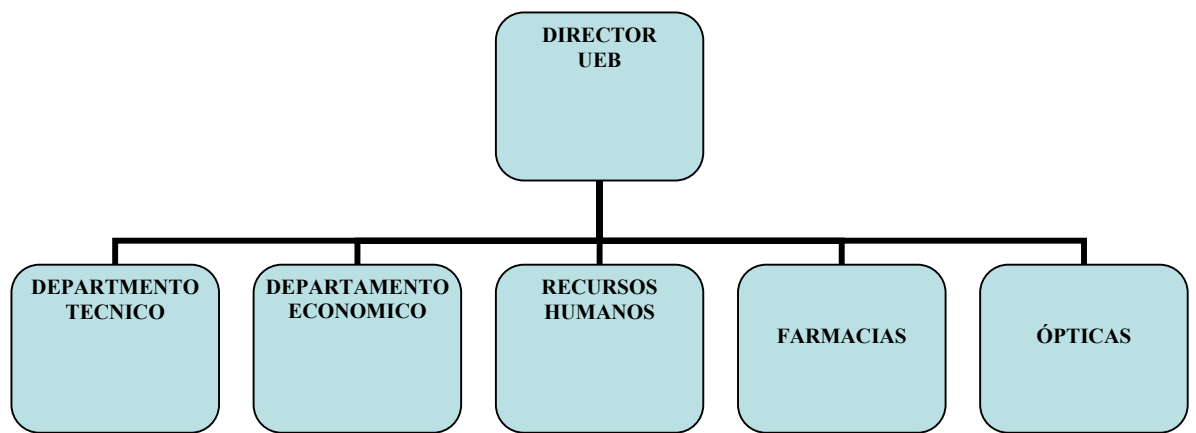 DIRECTOR
UEB
DEPARTMENTO
TECNICO
DEPARTAMENTO
ECONOMICO
RECURSOS
HUMANOS
FARMACIAS
ÓPTICAS